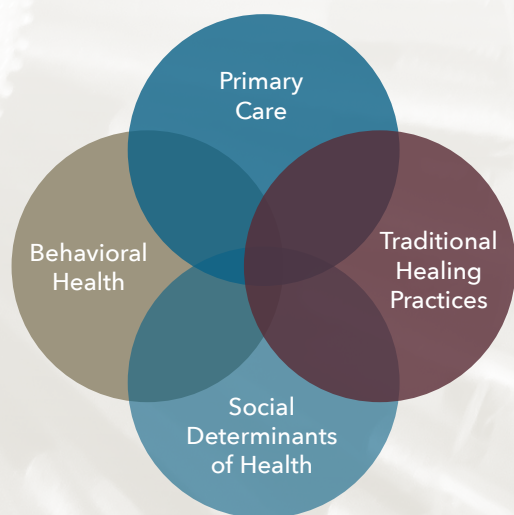 Primary
Care
Behavioral
Health
Traditional
Healing
Practices
Social
Determinants
of Health